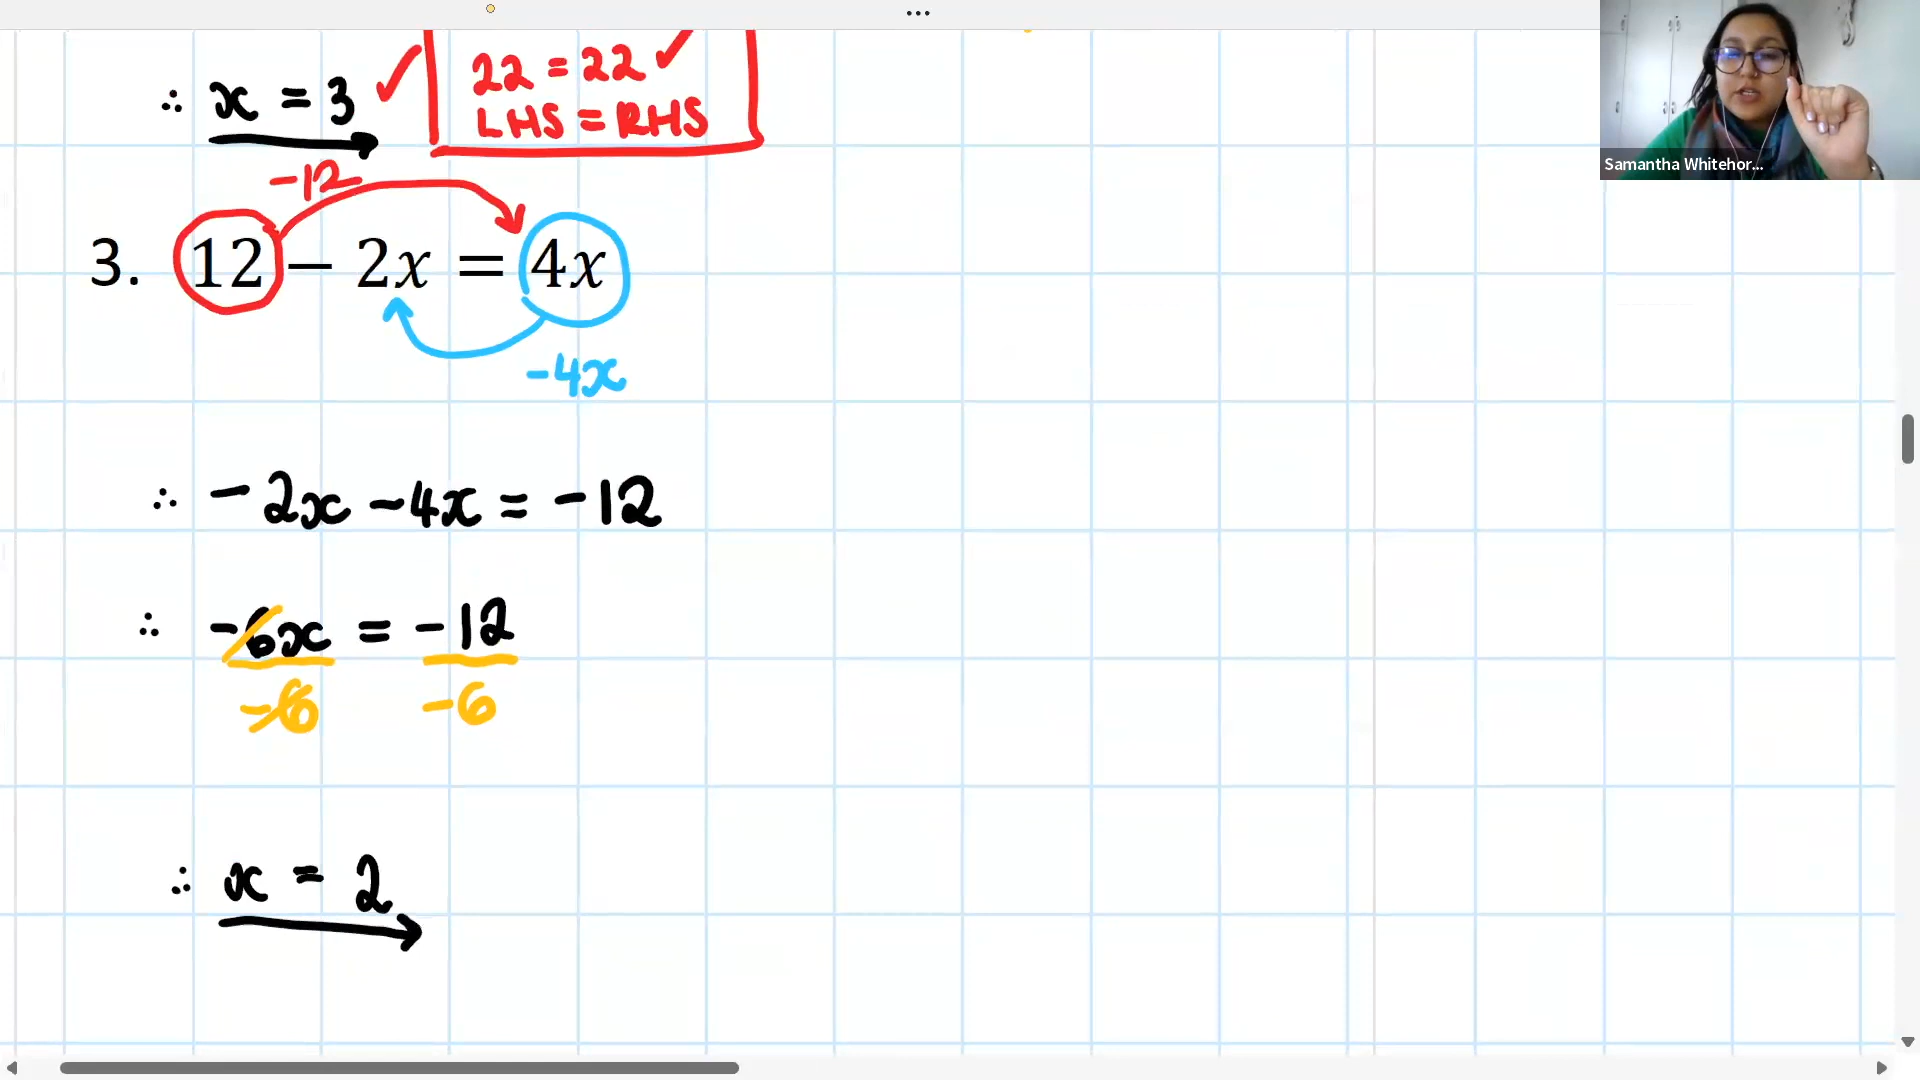 ∴ x = 3 ✓
22 = 22 ✓
LHS = RHS
-12
3. 12 − 2x = 4x
-4x
∴ -2x -4x = -12
∴ -6x = -12
-6 -6
∴ x = 2
Samantha Whitehor...